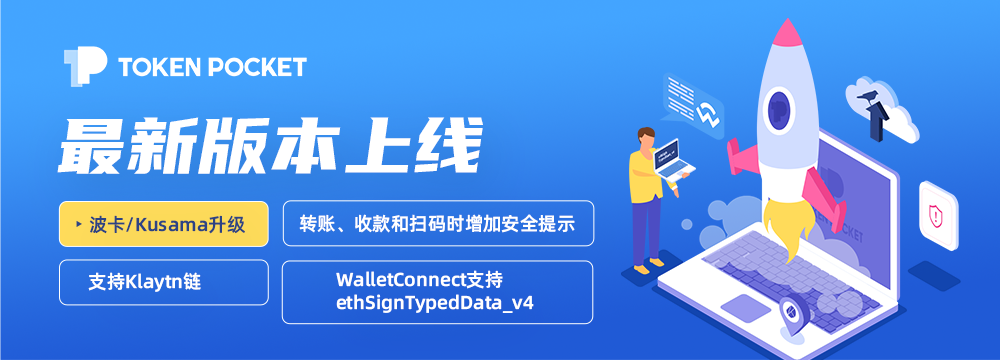 TOKEN POCKET
最新版本上线
波卡/Kusama升级
转账、收款和扫码时增加安全提示
支持Klaytn链
WalletConnect支持
ethSignTypedData_v4